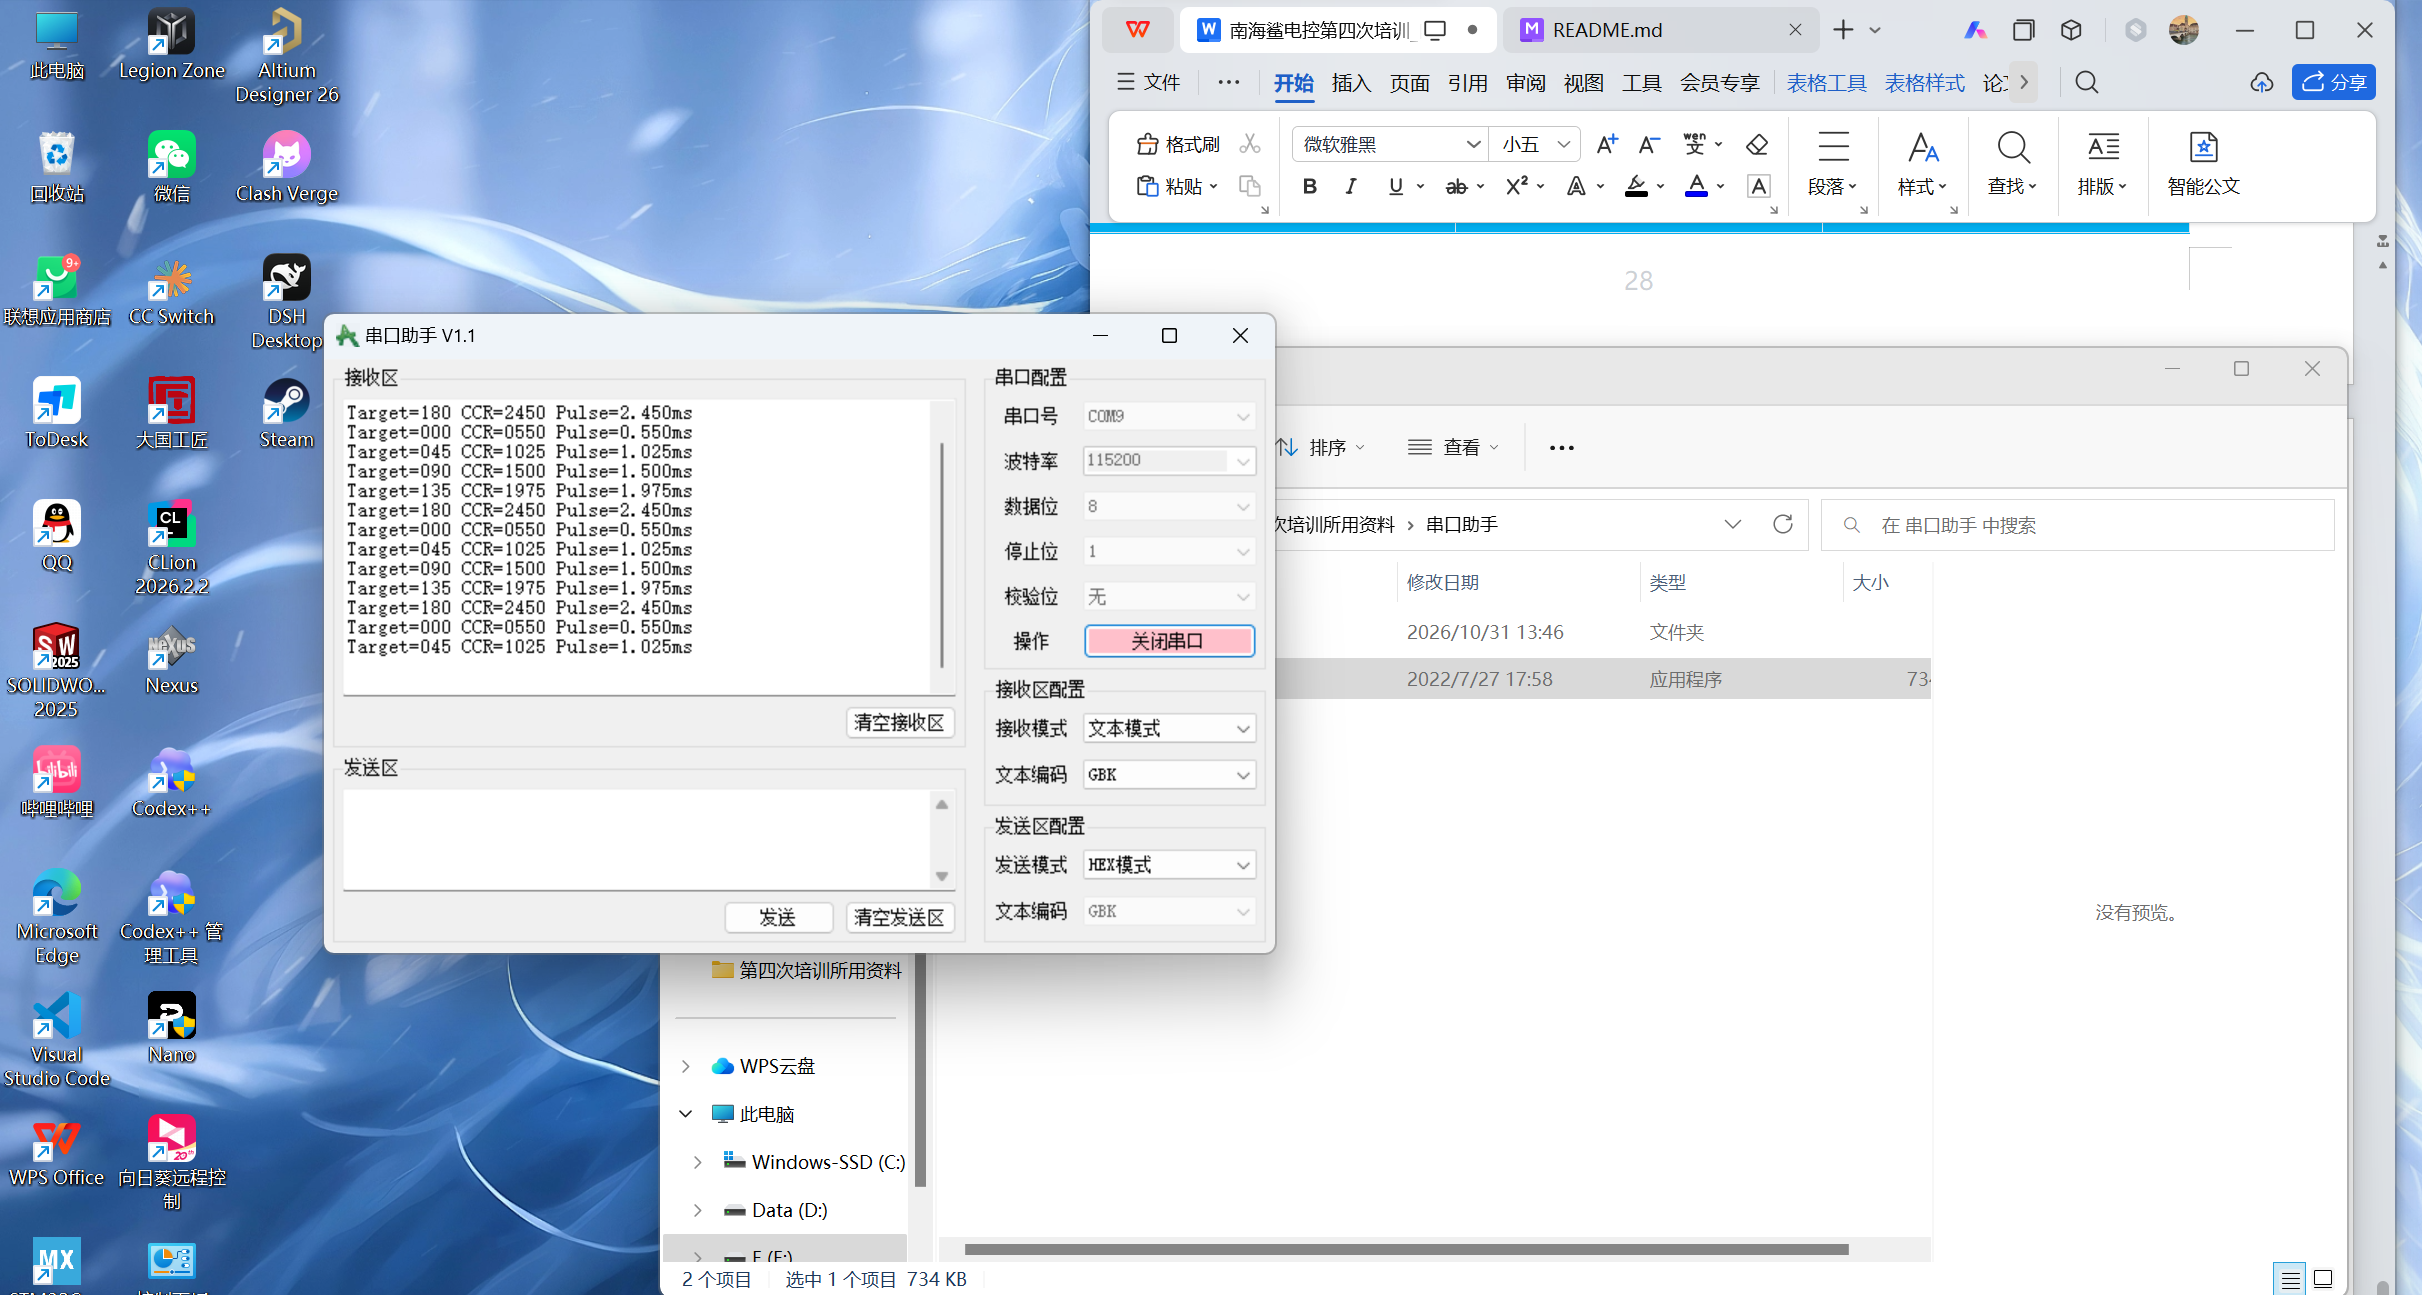 此电脑
Legion Zone
Altium
Designer 26
回收站
微信
Clash Verge
9+
联想应用商店
CC Switch
DSH
Desktop
ToDesk
大国工匠
Steam
QQ
CLion
2026.2.2
SOLIDWO...
2025
Nexus
哔哩哔哩
Codex++
Microsoft
Edge
Codex++ 管
理工具
Visual
Studio Code
Nano
WPS Office
向日葵远程控
制
南海鲨电控第四次培训_
README.md
文件
开始
插入
页面
引用
审阅
视图
工具
会员专享
表格工具
表格样式
分享
格式刷
粘贴
微软雅黑
小五
段落
样式
查找
排版
智能公文
28
串口助手 V1.1
接收区
Target=180 CCR=2450 Pulse=2.450ms
Target=000 CCR=0550 Pulse=0.550ms
Target=045 CCR=1025 Pulse=1.025ms
Target=090 CCR=1500 Pulse=1.500ms
Target=135 CCR=1975 Pulse=1.975ms
Target=180 CCR=2450 Pulse=2.450ms
Target=000 CCR=0550 Pulse=0.550ms
Target=045 CCR=1025 Pulse=1.025ms
Target=090 CCR=1500 Pulse=1.500ms
Target=135 CCR=1975 Pulse=1.975ms
Target=180 CCR=2450 Pulse=2.450ms
Target=000 CCR=0550 Pulse=0.550ms
Target=045 CCR=1025 Pulse=1.025ms
清空接收区
发送区
发送
清空发送区
串口配置
串口号 COM9
波特率 115200
数据位 8
停止位 1
校验位 无
操作 关闭串口
接收区配置
接收模式 文本模式
文本编码 GBK
发送区配置
发送模式 HEX模式
文本编码 GBK
排序
查看
次培训所用资料 › 串口助手
在 串口助手 中搜索
修改日期
类型
大小
2026/10/31 13:46
文件夹
2022/7/27 17:58
应用程序
734
没有预览。
第四次培训所用资料
WPS云盘
此电脑
Windows-SSD (C:)
Data (D:)
2 个项目
选中 1 个项目 734 KB